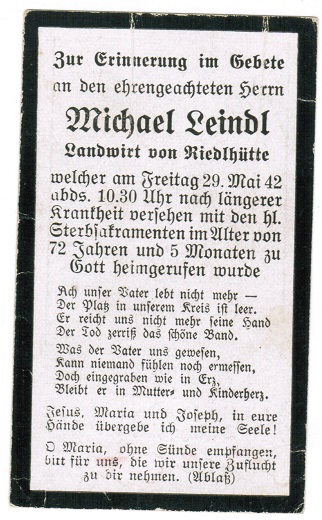 Zur Erinnerung im Gebete
an den ehrengeachteten Herrn
Michael Leindl
Landwirt von Riedlhütte
welcher am Freitag 29. Mai 42
abds. 10.30 Uhr nach längerer
Krankheit versehen mit den hl.
Sterbsakramenten im Alter von
72 Jahren und 5 Monaten zu
Gott heimgerufen wurde
Ach unser Vater lebt nicht mehr —
Der Platz in unserem Kreis ist leer.
Er reicht uns nicht mehr seine Hand
Der Tod zerriß das schöne Band.
Was der Vater uns gewesen,
Kann niemand fühlen noch ermessen,
Doch eingegraben wie in Erz,
Bleibt er in Mutter- und Kinderherz.
Jesus, Maria und Joseph, in eure
Hände übergebe ich meine Seele!
O Maria, ohne Sünde empfangen,
bitt für uns, die wir unsere Zuflucht
zu dir nehmen. (Ablaß)